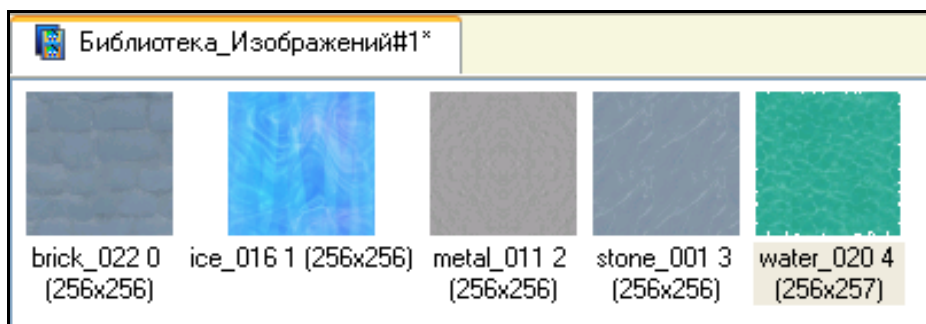 Библиотека_Изображений#1*
brick_022 0
(256x256)
ice_016 1 (256x256)
metal_011 2
(256x256)
stone_001 3
(256x256)
water_020 4
(256x257)